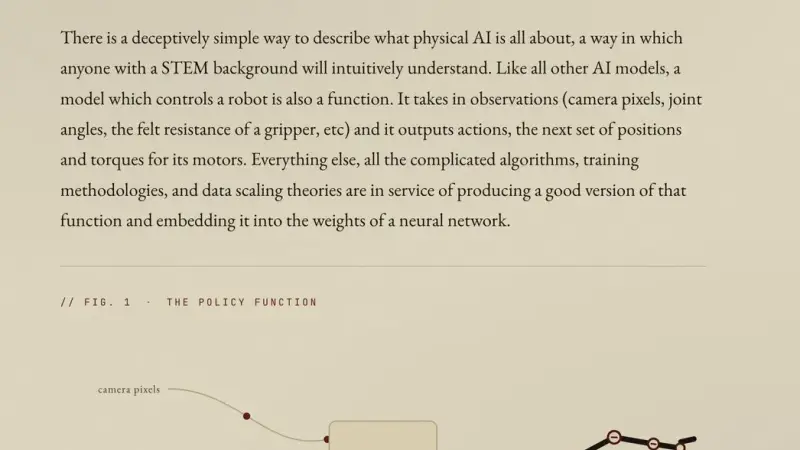 There is a deceptively simple way to describe what physical AI is all about, a way in which
anyone with a STEM background will intuitively understand. Like all other AI models, a
model which controls a robot is also a function. It takes in observations (camera pixels, joint
angles, the felt resistance of a gripper, etc) and it outputs actions, the next set of positions
and torques for its motors. Everything else, all the complicated algorithms, training
methodologies, and data scaling theories are in service of producing a good version of that
function and embedding it into the weights of a neural network.
// FIG. 1 · THE POLICY FUNCTION
camera pixels